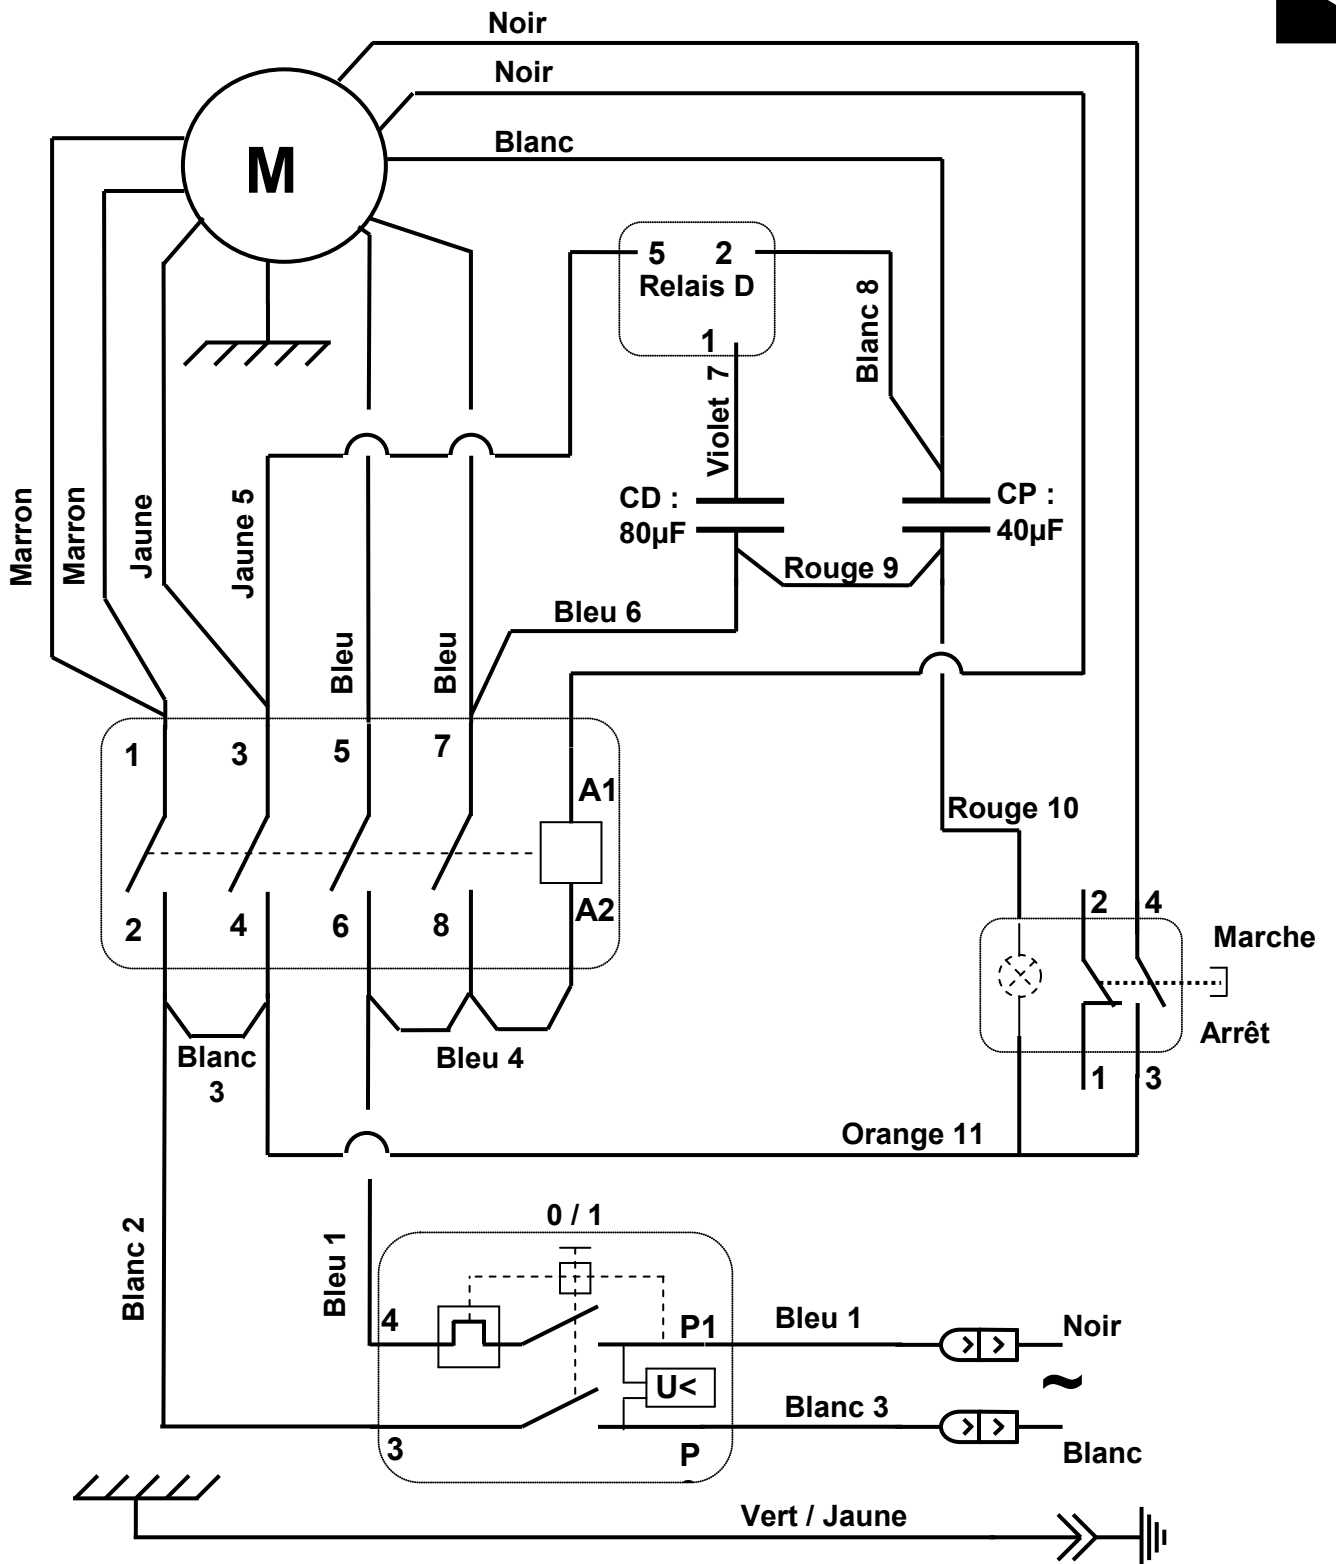 Noir
Noir
Blanc
M
5 2
Relais D
1
Blanc 8
Violet 7
Marron
Marron
Jaune
Jaune 5
CD :
80µF
CP :
40µF
Rouge 9
Bleu 6
Bleu
Bleu
1 3 5 7
A1
Rouge 10
2 4 6 8
A2
2 4
Marche
Arrêt
1 3
Blanc
3
Bleu 4
Orange 11
0 / 1
Blanc 2
Bleu 1
4
P1
Bleu 1
Noir
U<
~
Blanc 3
3
P
Blanc
Vert / Jaune